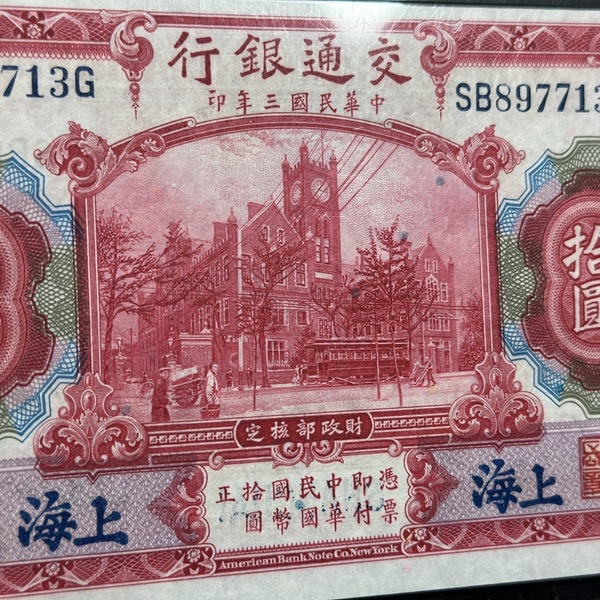 交通銀行
713G
SB897713
中華民國三年印
拾圓
財政部核定
上海
上海
憑票即付中華民國國幣拾圓正
American Bank Note Co. New York